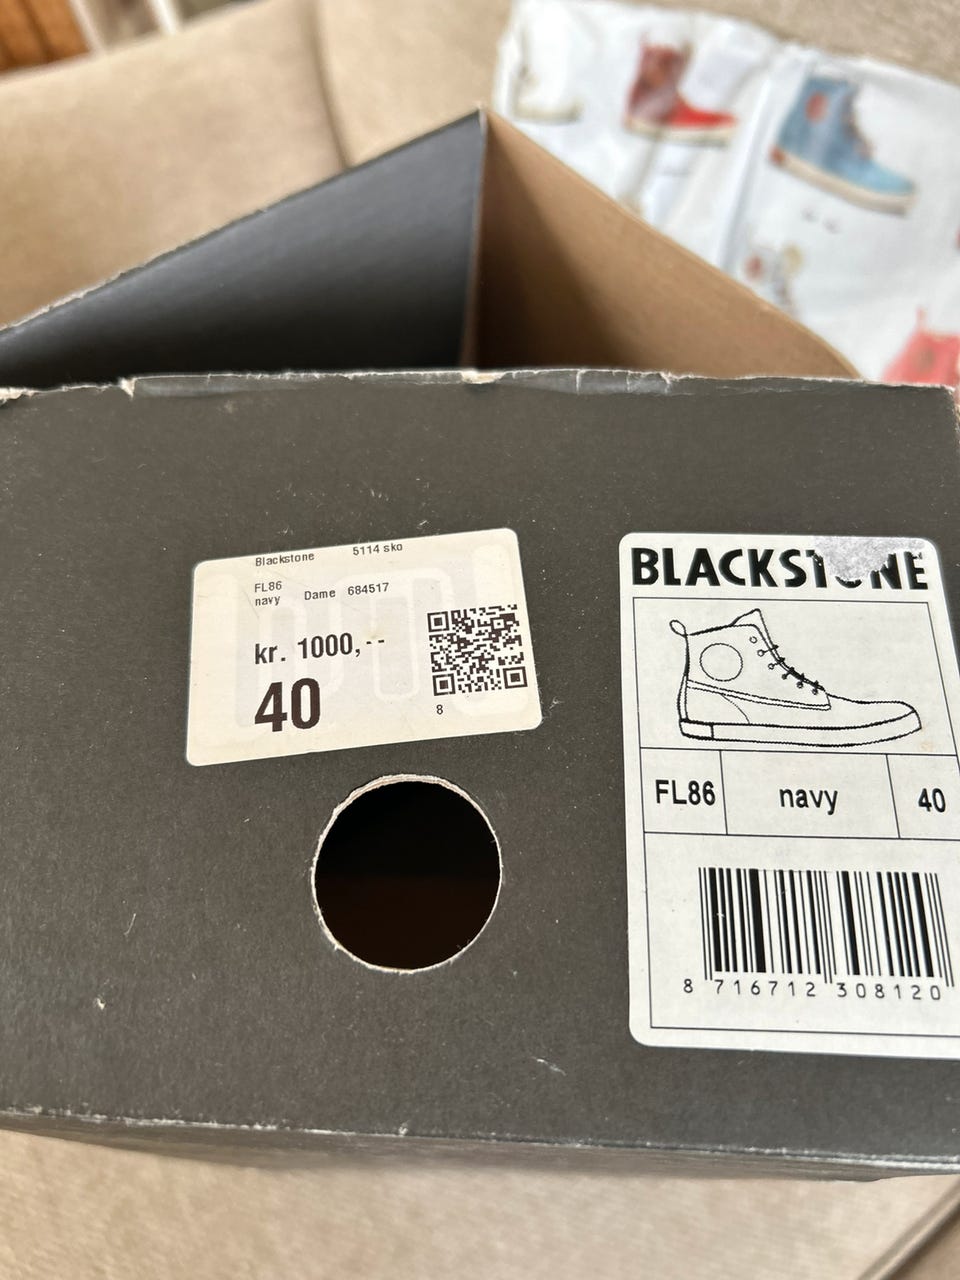 Blackstone 5114 sko
FL86
navy Dame 684517
kr. 1000,--
40
8
BLACKSTONE
FL86 navy 40
8 716712 308120